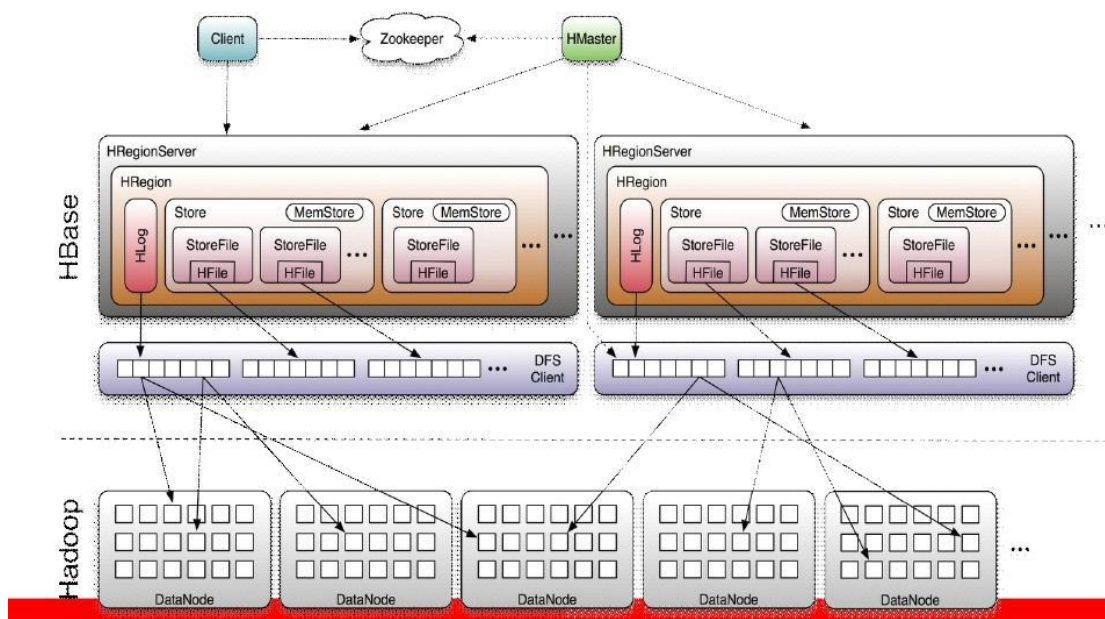 Client
Zookeeper
HMaster
HBase
HRegionServer
HRegion
HLog
Store
MemStore
StoreFile
HFile
StoreFile
HFile
...
Store
MemStore
StoreFile
HFile
...
...
HRegionServer
HRegion
HLog
Store
MemStore
StoreFile
HFile
StoreFile
HFile
...
Store
MemStore
StoreFile
HFile
...
...
...
...
DFS
Client
...
DFS
Client
Hadoop
DataNode
DataNode
DataNode
DataNode
DataNode
...